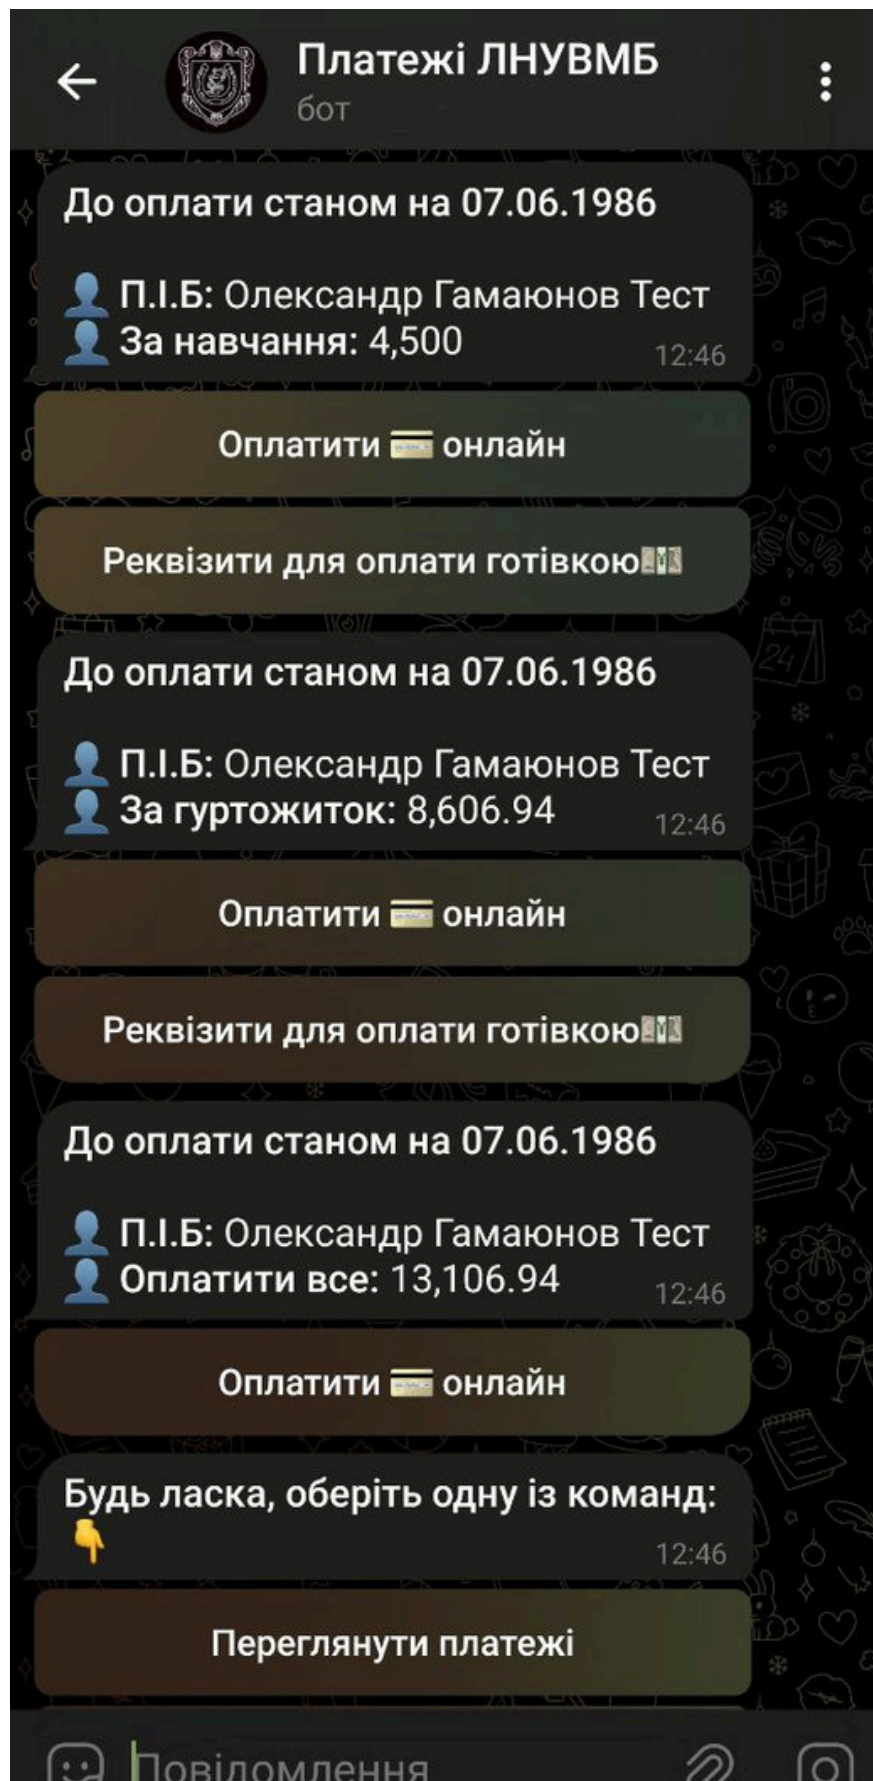 Платежі ЛНУВМБ
бот
До оплати станом на 07.06.1986
👤 П.І.Б: Олександр Гамаюнов Тест
👤 За навчання: 4,500
12:46
Оплатити 💳 онлайн
Реквізити для оплати готівкою💵
До оплати станом на 07.06.1986
👤 П.І.Б: Олександр Гамаюнов Тест
👤 За гуртожиток: 8,606.94
12:46
Оплатити 💳 онлайн
Реквізити для оплати готівкою💵
До оплати станом на 07.06.1986
👤 П.І.Б: Олександр Гамаюнов Тест
👤 Оплатити все: 13,106.94
12:46
Оплатити 💳 онлайн
Будь ласка, оберіть одну із команд:
👇
12:46
Переглянути платежі
Повідомлення